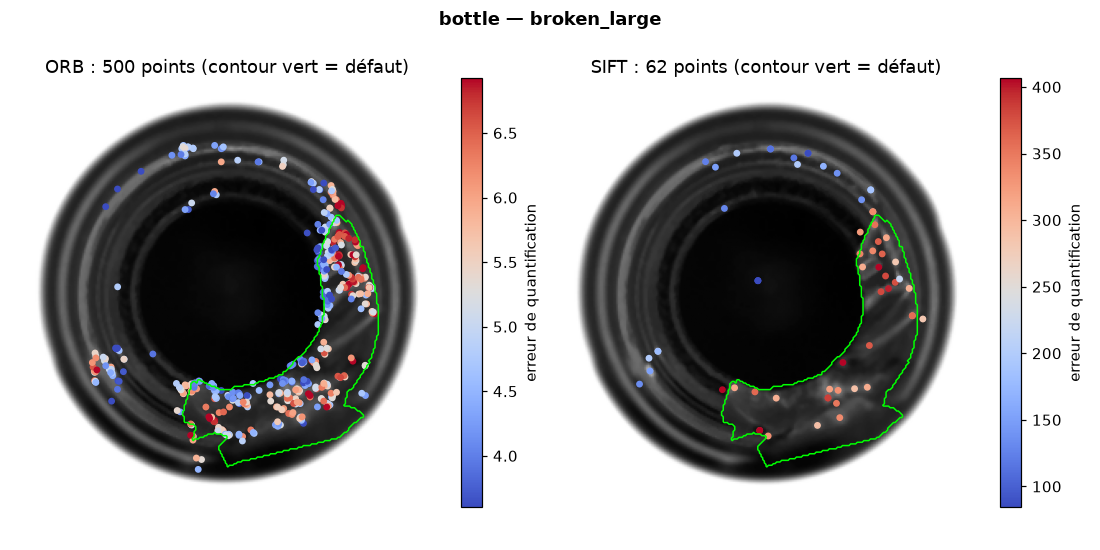 bottle — broken_large
ORB : 500 points (contour vert = défaut)
6.5
6.0
5.5
5.0
4.5
4.0
erreur de quantification
SIFT : 62 points (contour vert = défaut)
400
350
300
250
200
150
100
erreur de quantification